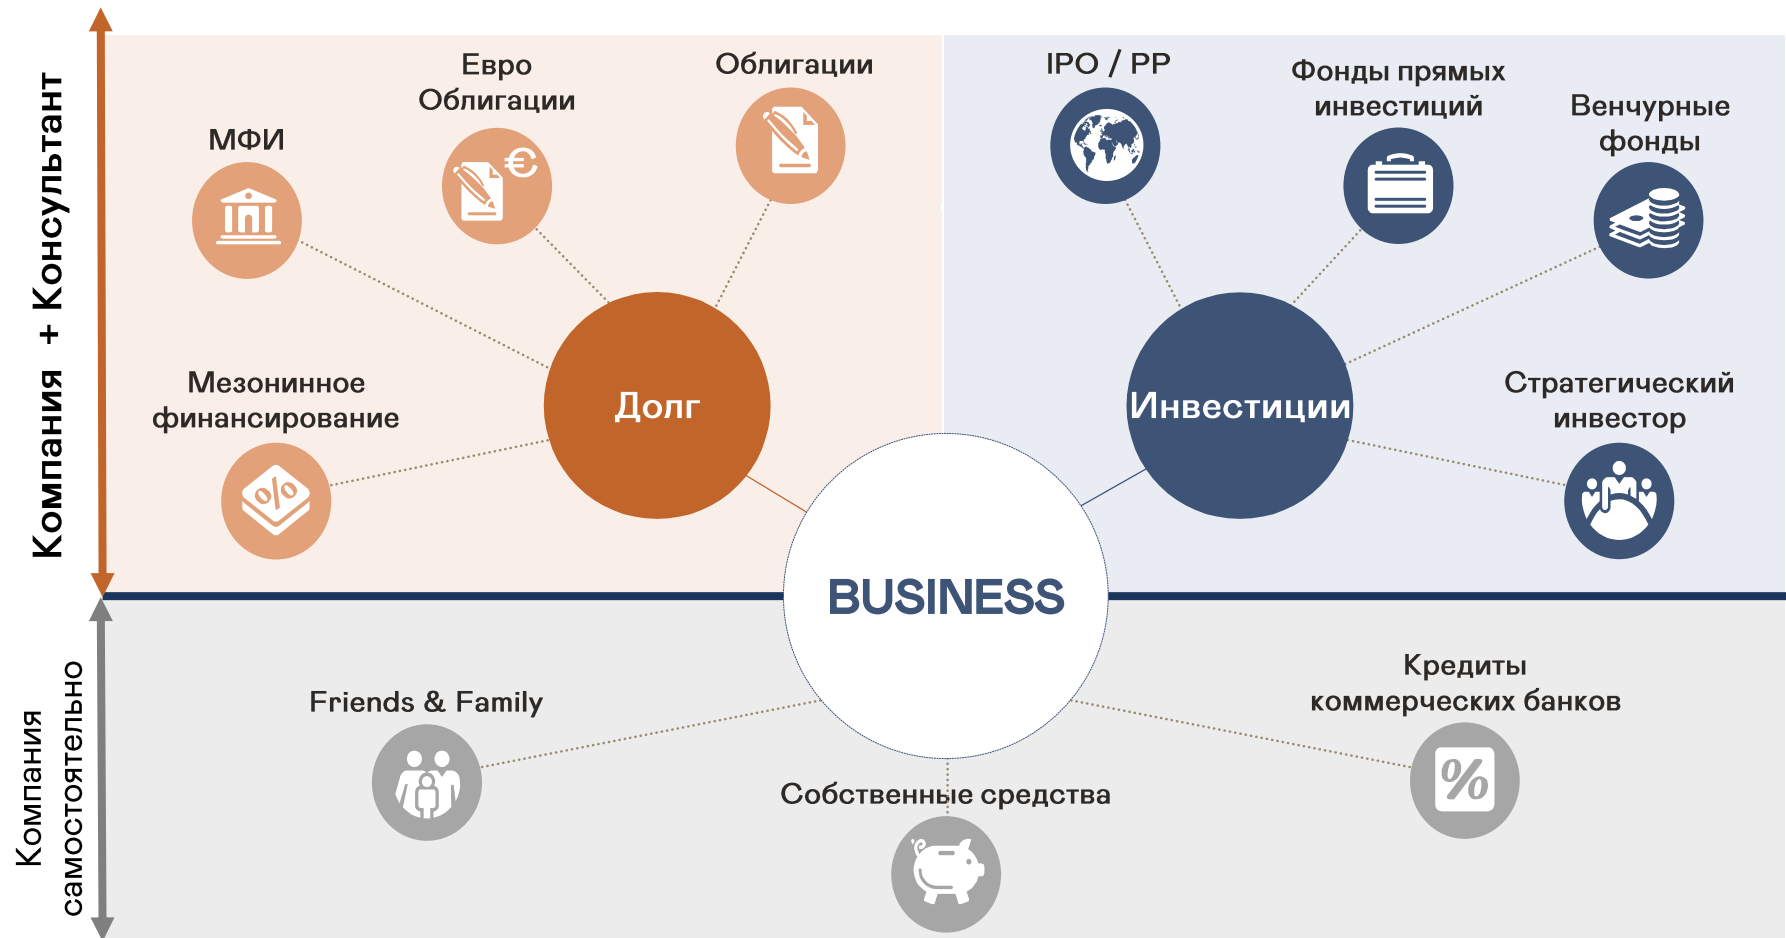 Компания + Консультант
МФИ
Евро
Облигации
Облигации
Мезонинное
финансирование
Долг
IPO / PP
Фонды прямых
инвестиций
Венчурные
фонды
Стратегический
инвестор
Инвестиции
BUSINESS
Компания
самостоятельно
Friends & Family
Собственные средства
Кредиты
коммерческих банков